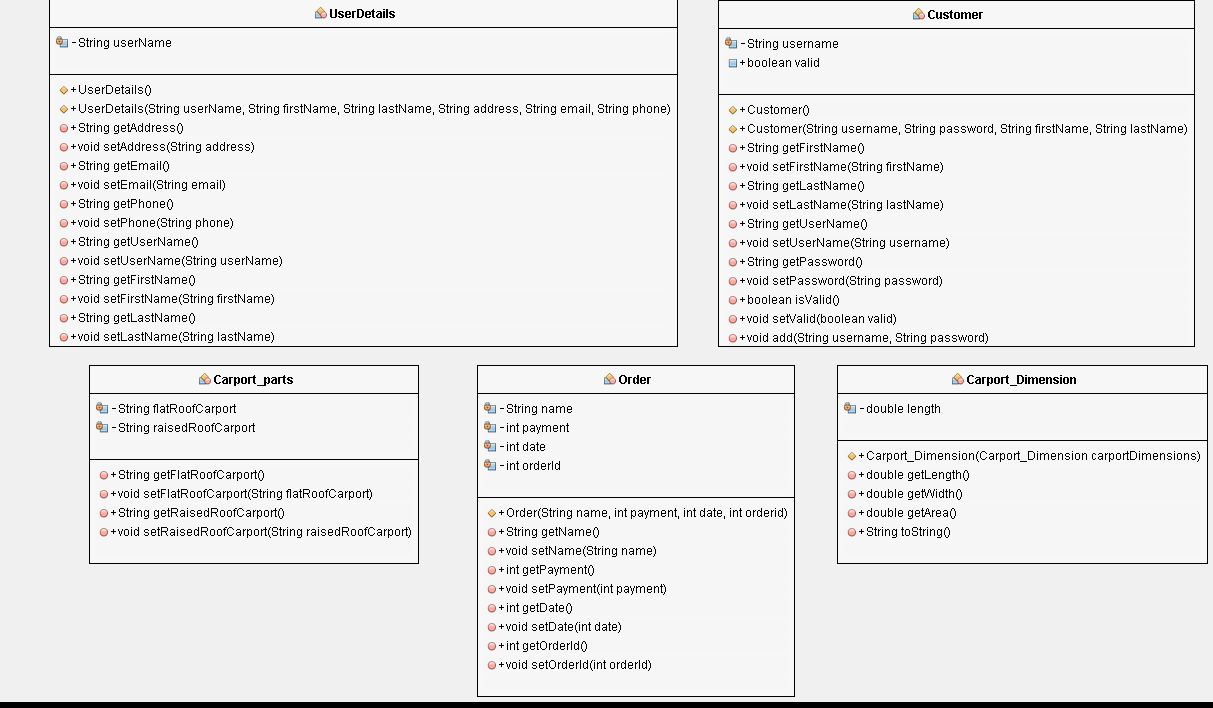 UserDetails
- String userName
+ UserDetails()
+ UserDetails(String userName, String firstName, String lastName, String address, String email, String phone)
+ String getAddress()
+ void setAddress(String address)
+ String getEmail()
+ void setEmail(String email)
+ String getPhone()
+ void setPhone(String phone)
+ String getUserName()
+ void setUserName(String userName)
+ String getFirstName()
+ void setFirstName(String firstName)
+ String getLastName()
+ void setLastName(String lastName)
Customer
- String username
+ boolean valid
+ Customer()
+ Customer(String username, String password, String firstName, String lastName)
+ String getFirstName()
+ void setFirstName(String firstName)
+ String getLastName()
+ void setLastName(String lastName)
+ String getUserName()
+ void setUserName(String username)
+ String getPassword()
+ void setPassword(String password)
+ boolean isValid()
+ void setValid(boolean valid)
+ void add(String username, String password)
Carport_parts
- String flatRoofCarport
- String raisedRoofCarport
+ String getFlatRoofCarport()
+ void setFlatRoofCarport(String flatRoofCarport)
+ String getRaisedRoofCarport()
+ void setRaisedRoofCarport(String raisedRoofCarport)
Order
- String name
- int payment
- int date
- int orderId
+ Order(String name, int payment, int date, int orderid)
+ String getName()
+ void setName(String name)
+ int getPayment()
+ void setPayment(int payment)
+ int getDate()
+ void setDate(int date)
+ int getOrderId()
+ void setOrderId(int orderId)
Carport_Dimension
- double length
+ Carport_Dimension(Carport_Dimension carportDimensions)
+ double getLength()
+ double getWidth()
+ double getArea()
+ String toString()